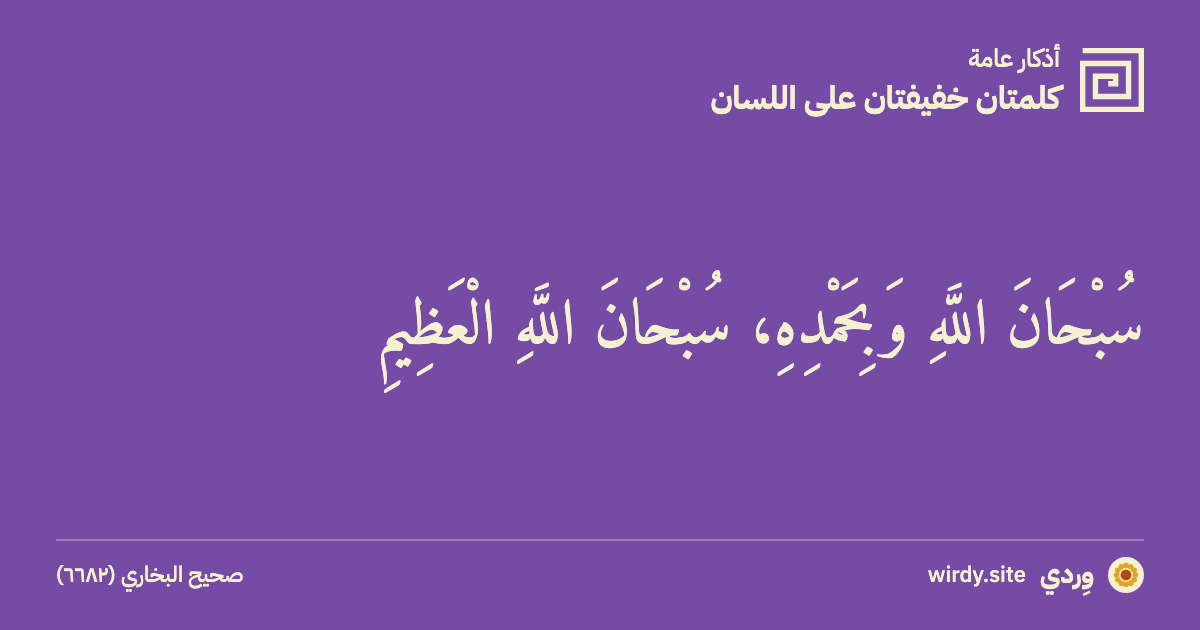 أذكار عامة
كلمتان خفيفتان على اللسان
سُبْحَانَ اللَّهِ وَبِحَمْدِهِ، سُبْحَانَ اللَّهِ الْعَظِيمِ
وِردي wirdy.site
صحيح البخاري (٦٦٨٢)